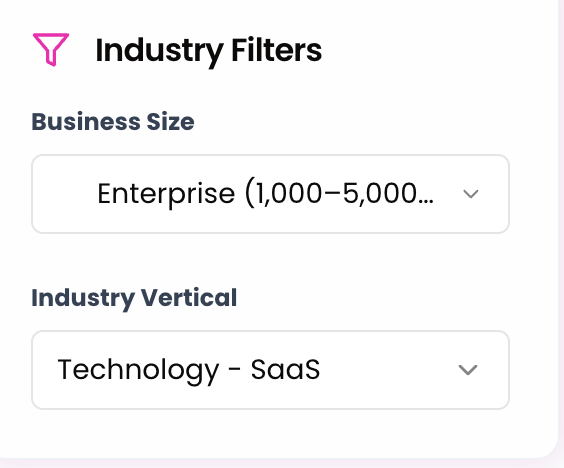 Industry Filters
Business Size
Enterprise (1,000–5,000...
Industry Vertical
Technology - SaaS